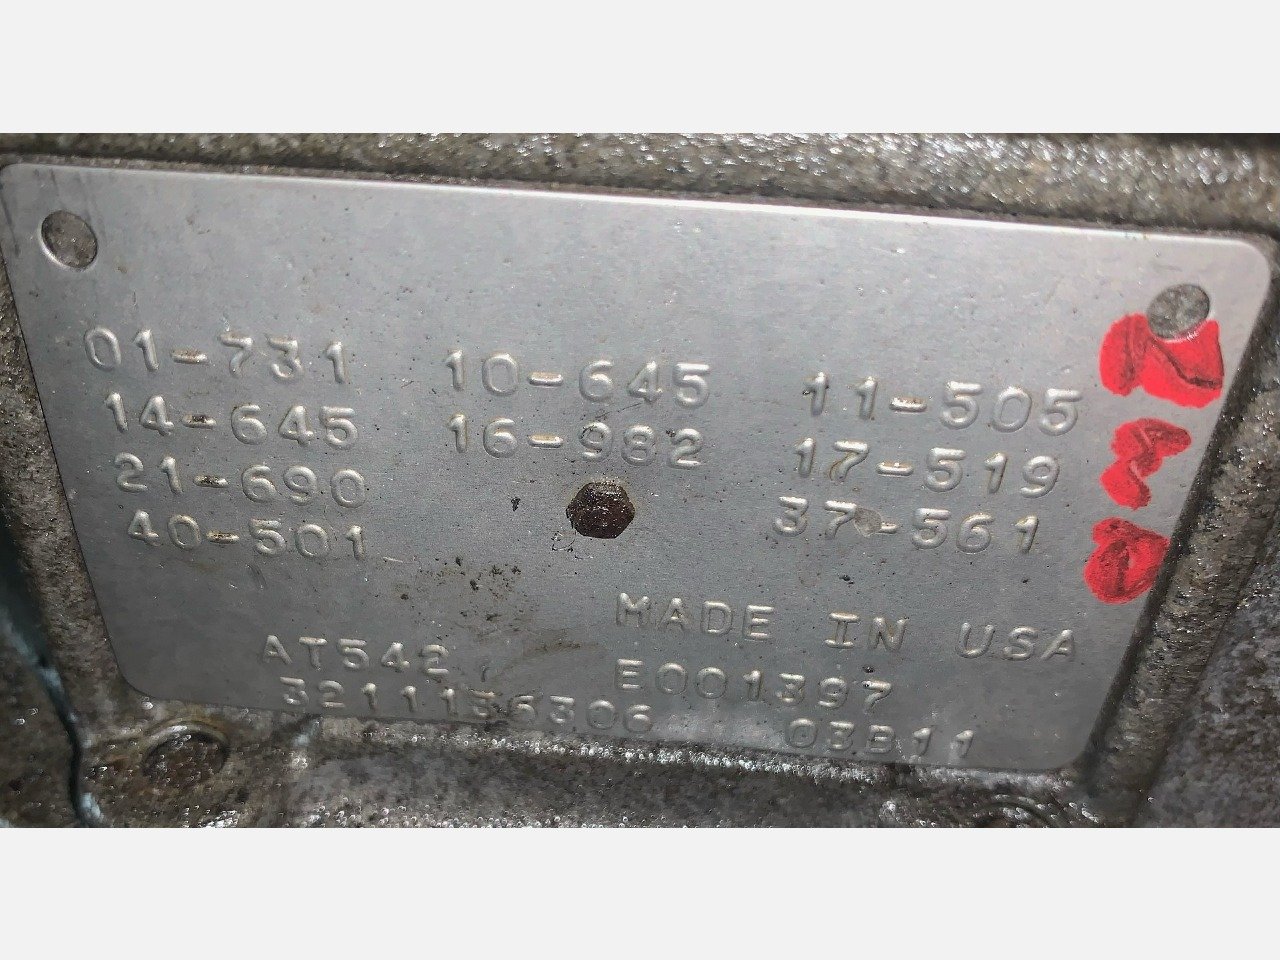 01-731 10-645 11-505
14-645 16-982 17-519
21-690
40-501 37-561
MADE IN USA
AT542 E001397
3211136306 03B11